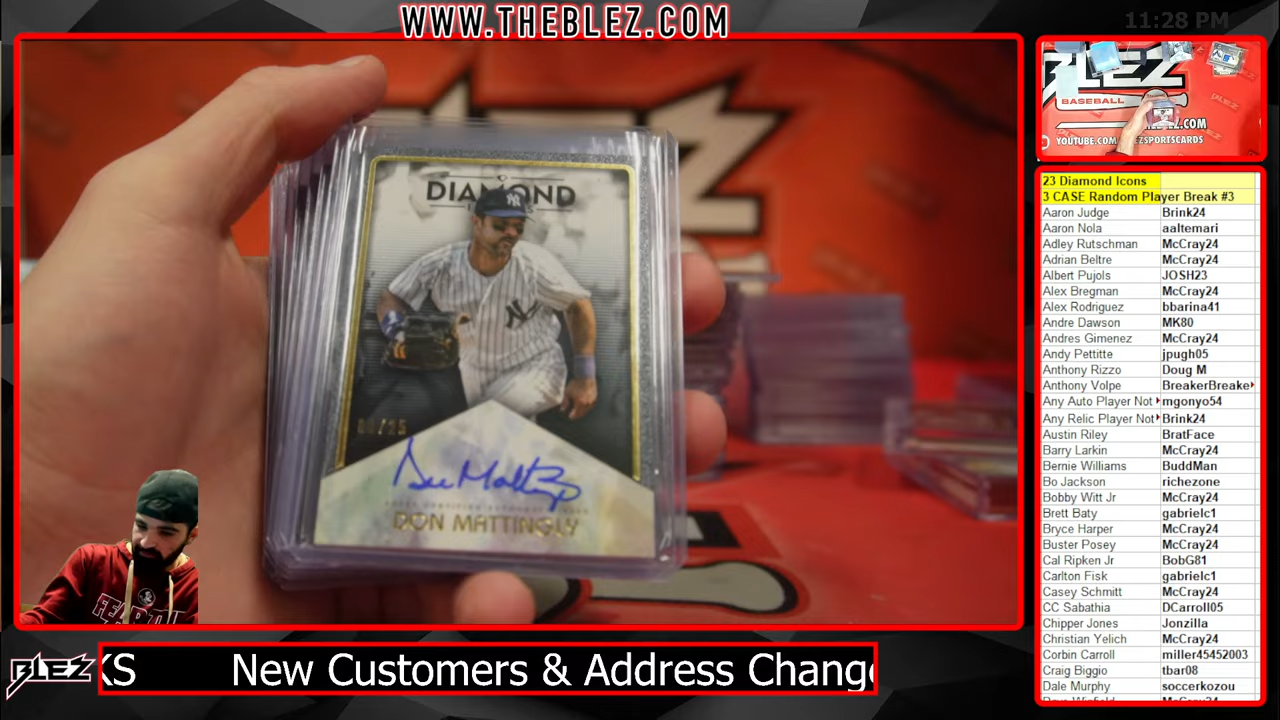 WWW.THEBLEZ.COM
11:28 PM
DIAMOND
NY
/25
Don Mattingly
DON MATTINGLY
BLEZ
BASEBALL
.COM
BLEZ
23 Diamond Icons
3 CASE Random Player Break #3
Aaron Judge Brink24
Aaron Nola aaltemari
Adley Rutschman McCray24
Adrian Beltre McCray24
Albert Pujols JOSH23
Alex Bregman McCray24
Alex Rodriguez bbarina41
Andre Dawson MK80
Andres Gimenez McCray24
Andy Pettitte jpugh05
Anthony Rizzo Doug M
Anthony Volpe BreakerBreake
Any Auto Player Not mgonyo54
Any Relic Player Not Brink24
Austin Riley BratFace
Barry Larkin McCray24
Bernie Williams BuddMan
Bo Jackson richezone
Bobby Witt Jr McCray24
Brett Baty gabrielc1
Bryce Harper McCray24
Buster Posey McCray24
Cal Ripken Jr BobG81
Carlton Fisk gabrielc1
Casey Schmitt McCray24
CC Sabathia DCarroll05
Chipper Jones Jonzilla
Christian Yelich McCray24
Corbin Carroll miller45452003
Craig Biggio tbar08
Dale Murphy soccerkozou
BLEZ
KS New Customers & Address Change